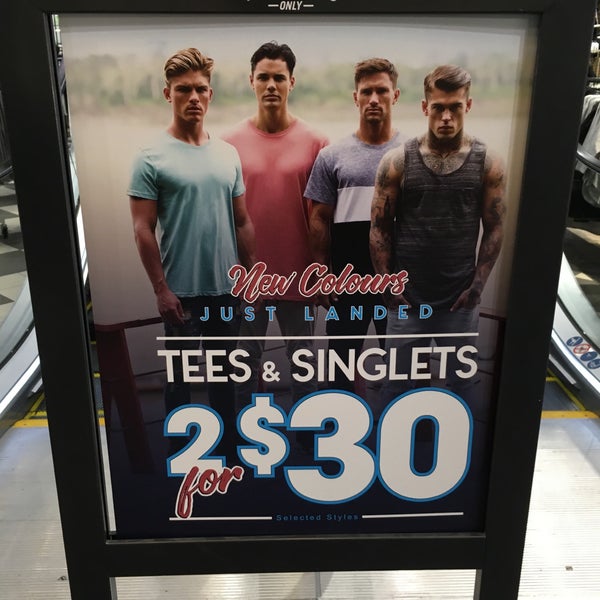 ONLY
New Colours
JUST LANDED
TEES & SINGLETS
2 for $30
Selected Styles